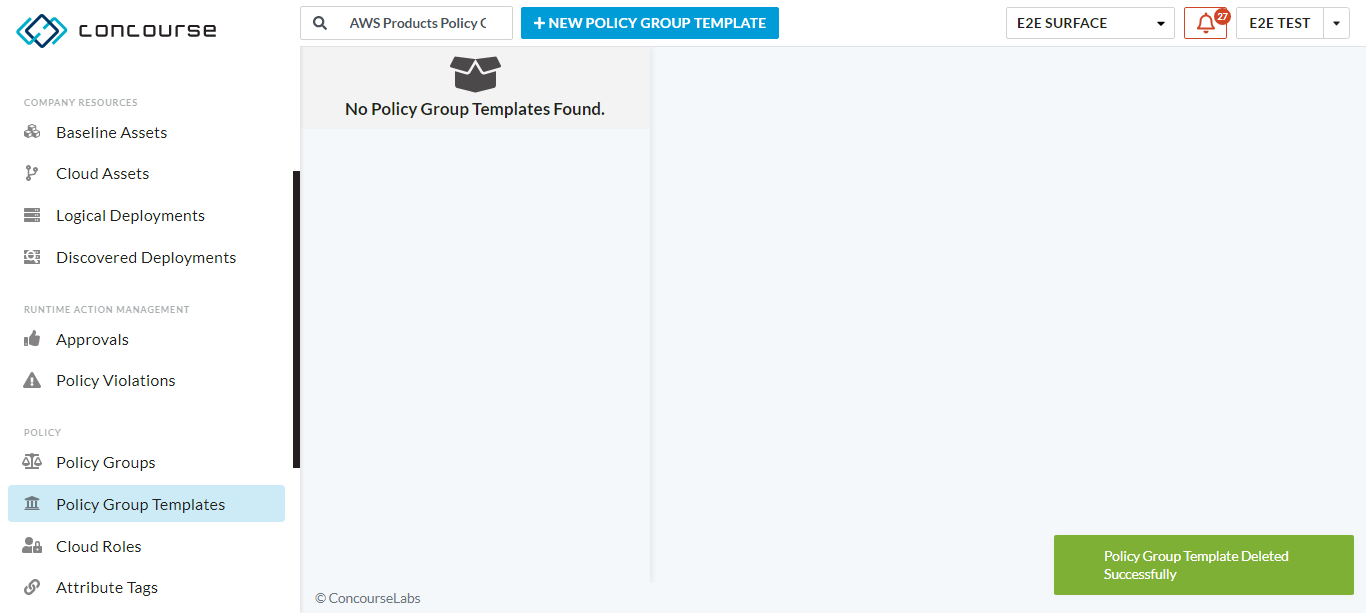 concourse
AWS Products Policy
+ NEW POLICY GROUP TEMPLATE
E2E SURFACE
27
E2E TEST
COMPANY RESOURCES
Baseline Assets
Cloud Assets
Logical Deployments
Discovered Deployments
RUNTIME ACTION MANAGEMENT
Approvals
Policy Violations
POLICY
Policy Groups
Policy Group Templates
Cloud Roles
Attribute Tags
No Policy Group Templates Found.
Policy Group Template Deleted
Successfully
© ConcourseLabs